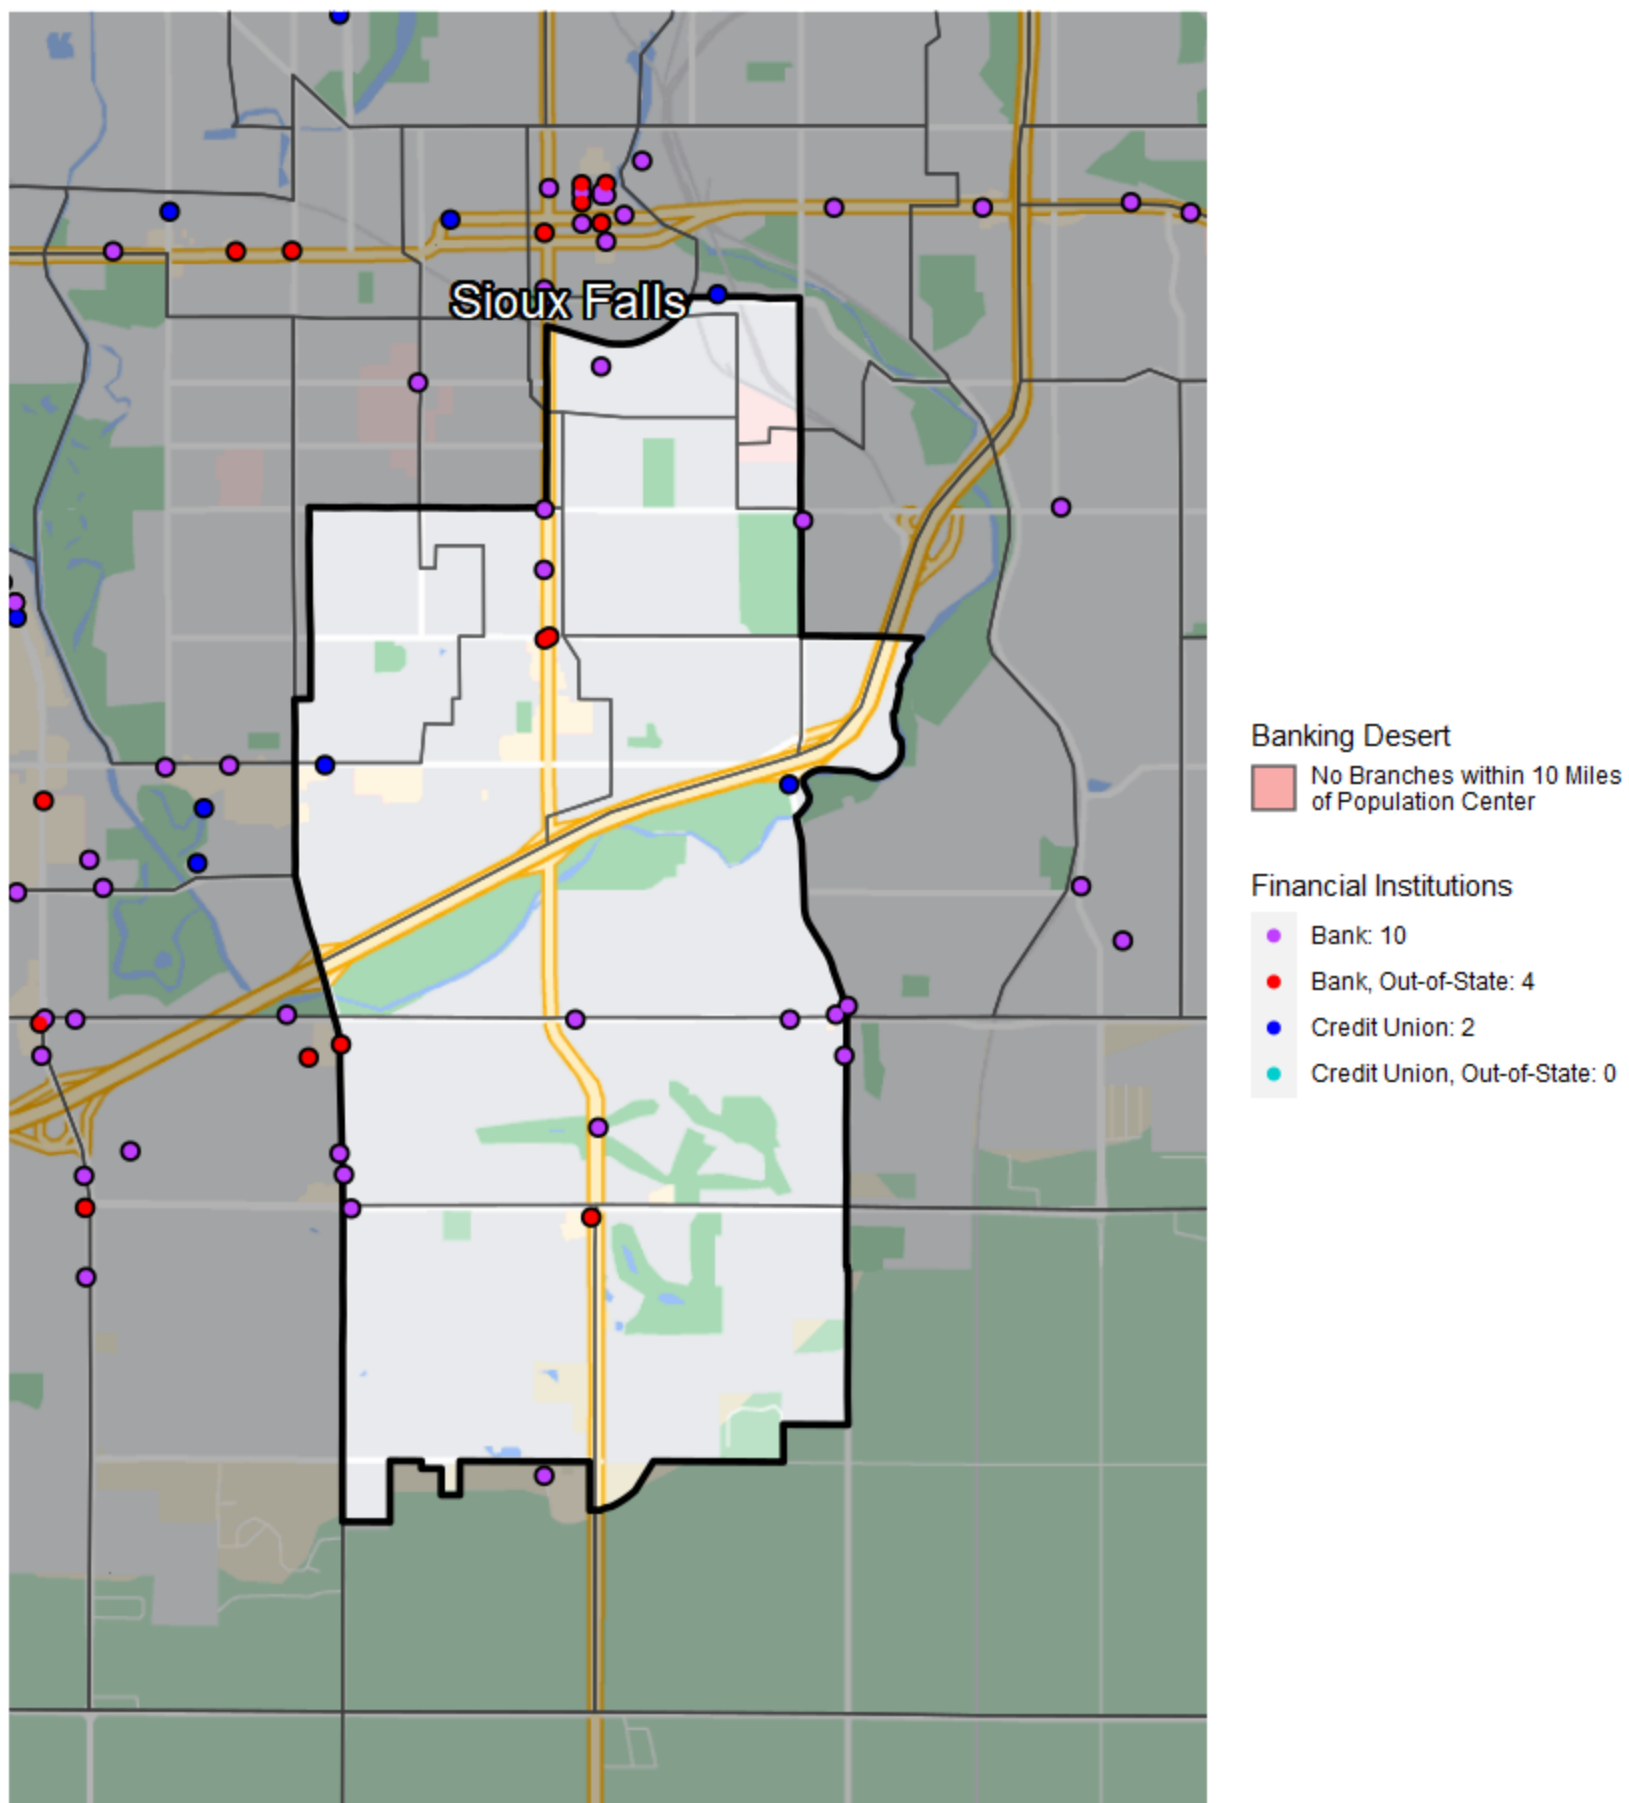 Sioux Falls
Banking Desert
No Branches within 10 Miles
of Population Center
Financial Institutions
Bank: 10
Bank, Out-of-State: 4
Credit Union: 2
Credit Union, Out-of-State: 0